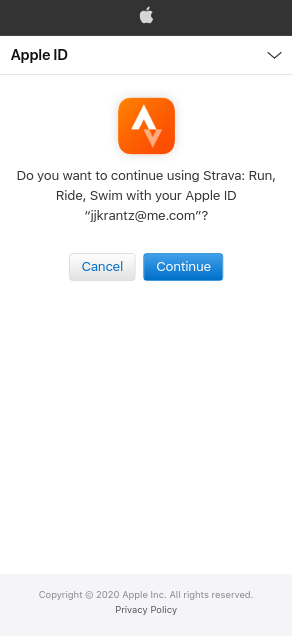 Apple ID
Do you want to continue using Strava: Run,
Ride, Swim with your Apple ID
“jjkrantz@me.com”?
Cancel Continue
Copyright © 2020 Apple Inc. All rights reserved.
Privacy Policy